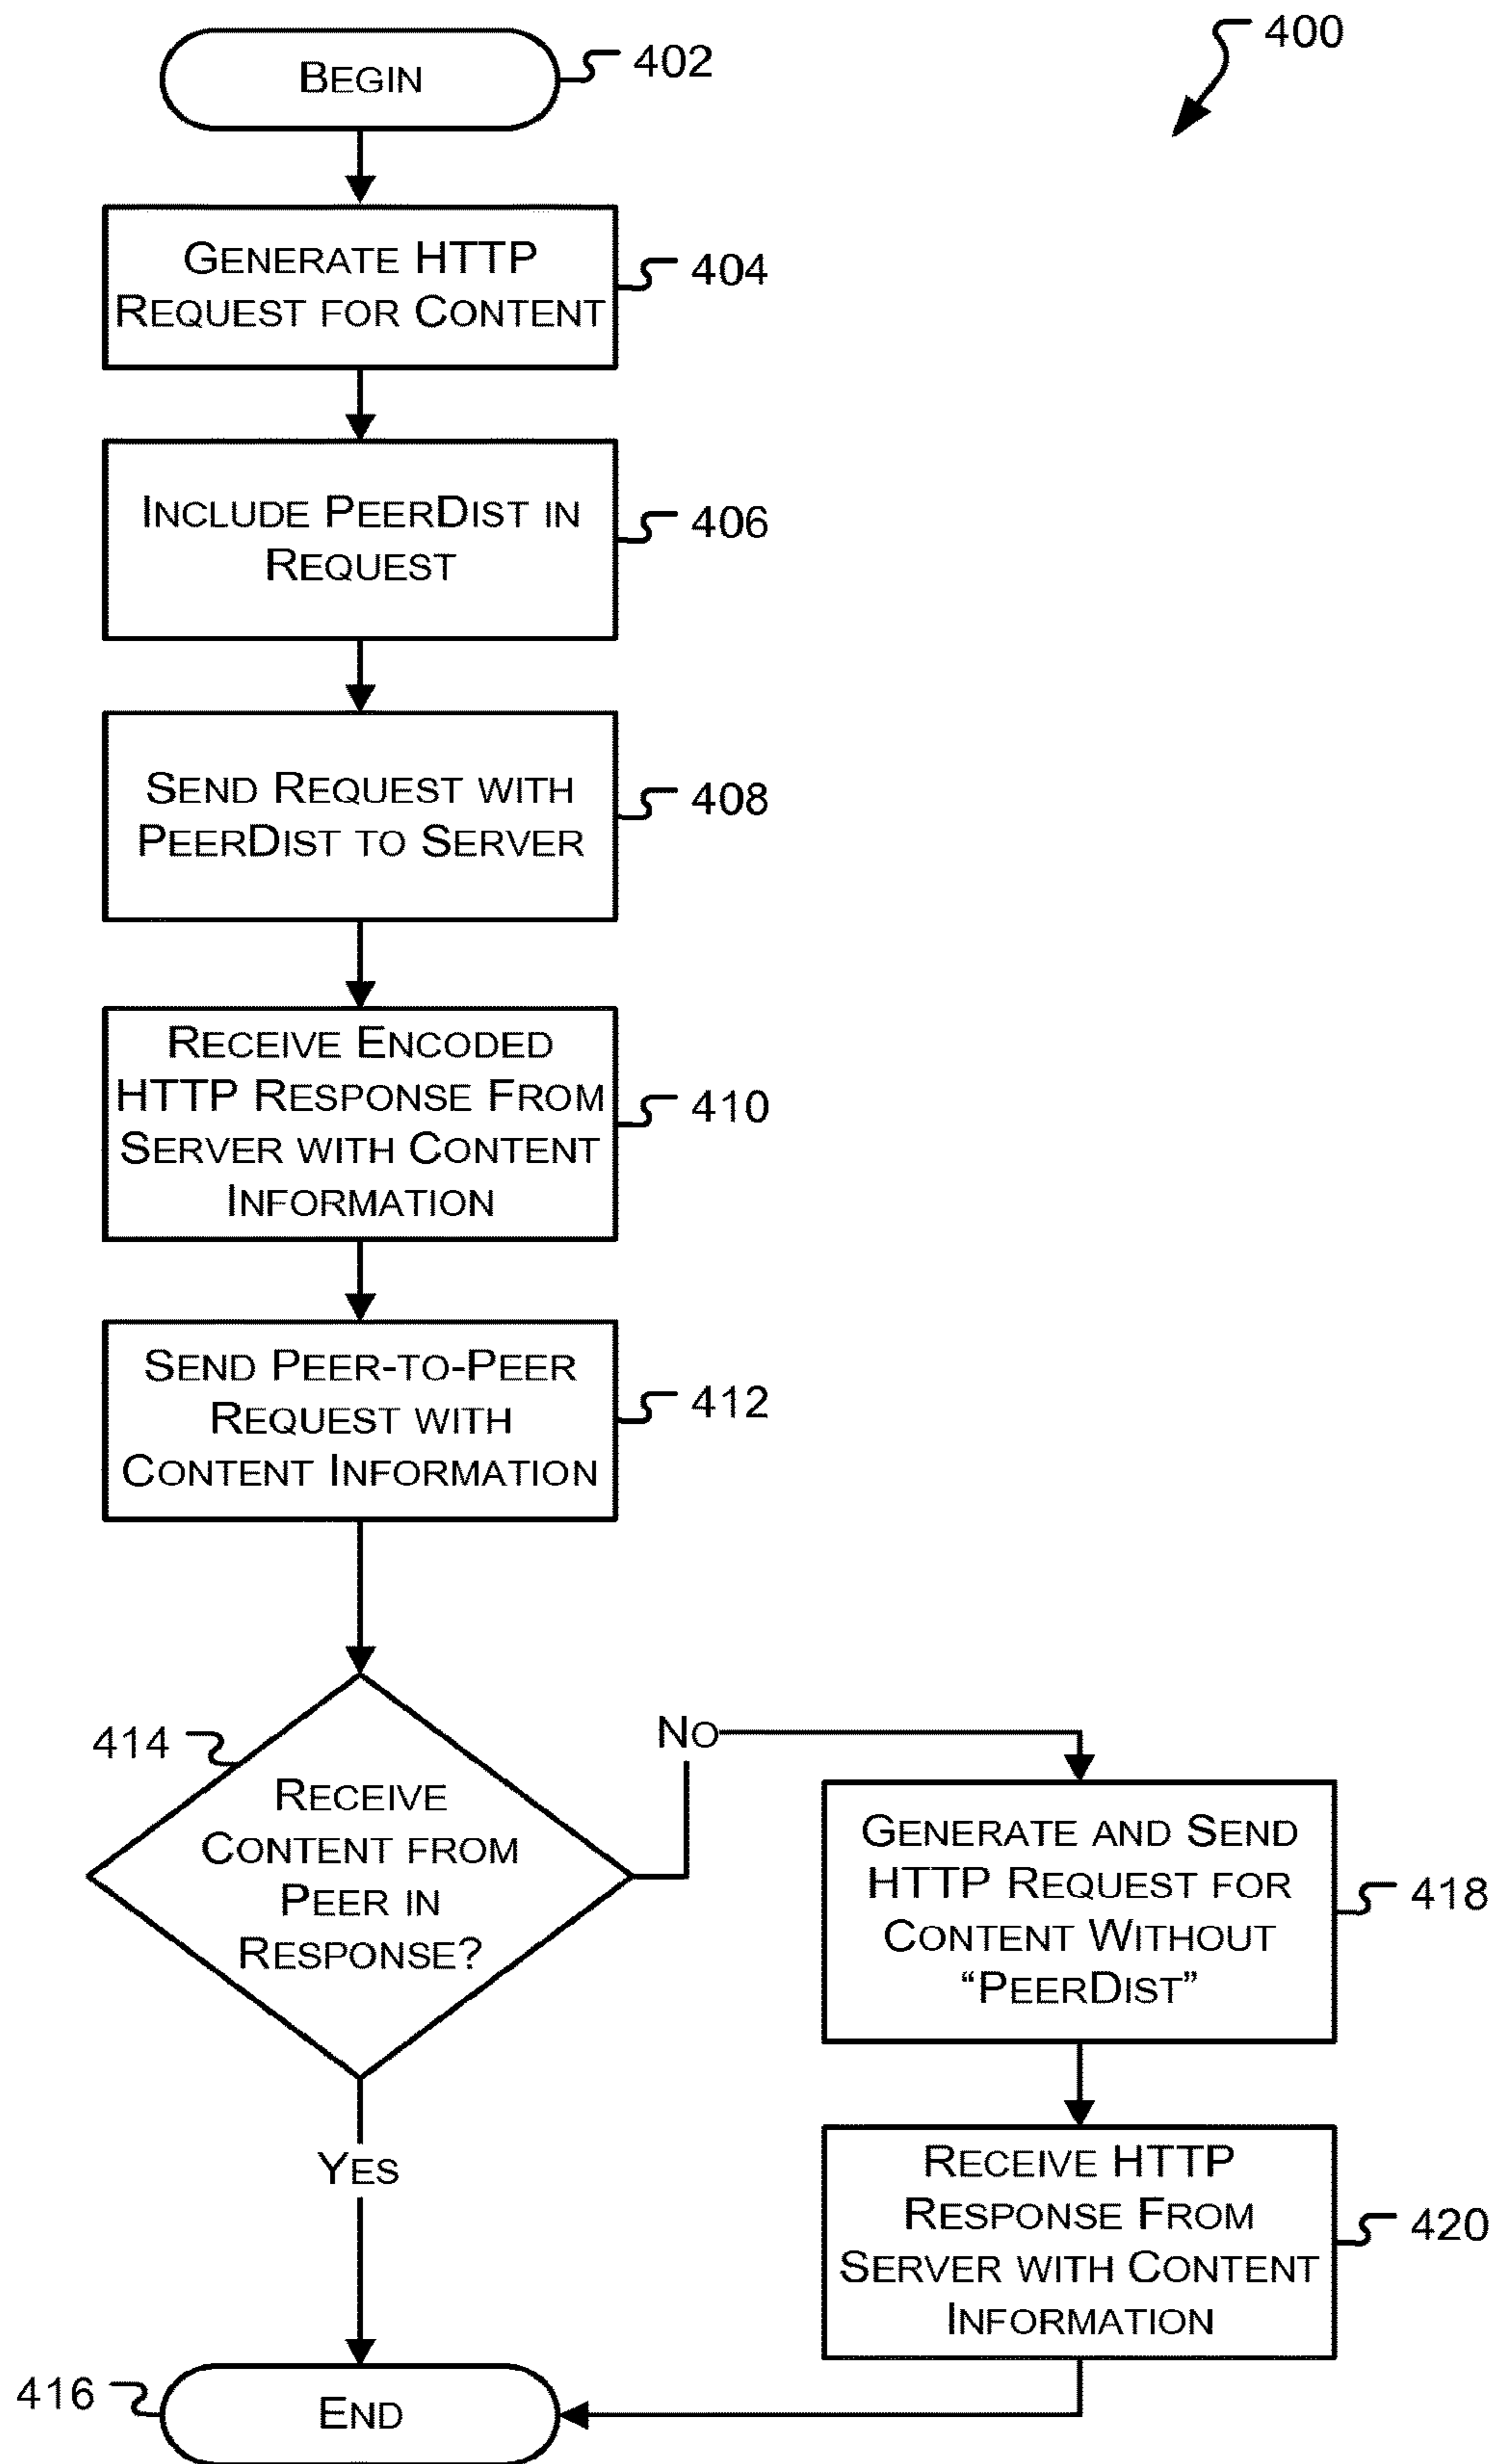 400
BEGIN
402
GENERATE HTTP
REQUEST FOR CONTENT
404
INCLUDE PEERDIST IN
REQUEST
406
SEND REQUEST WITH
PEERDIST TO SERVER
408
RECEIVE ENCODED
HTTP RESPONSE FROM
SERVER WITH CONTENT
INFORMATION
410
SEND PEER-TO-PEER
REQUEST WITH
CONTENT INFORMATION
412
414
RECEIVE
CONTENT FROM
PEER IN
RESPONSE?
NO
GENERATE AND SEND
HTTP REQUEST FOR
CONTENT WITHOUT
“PEERDIST”
418
YES
RECEIVE HTTP
RESPONSE FROM
SERVER WITH CONTENT
INFORMATION
420
416
END